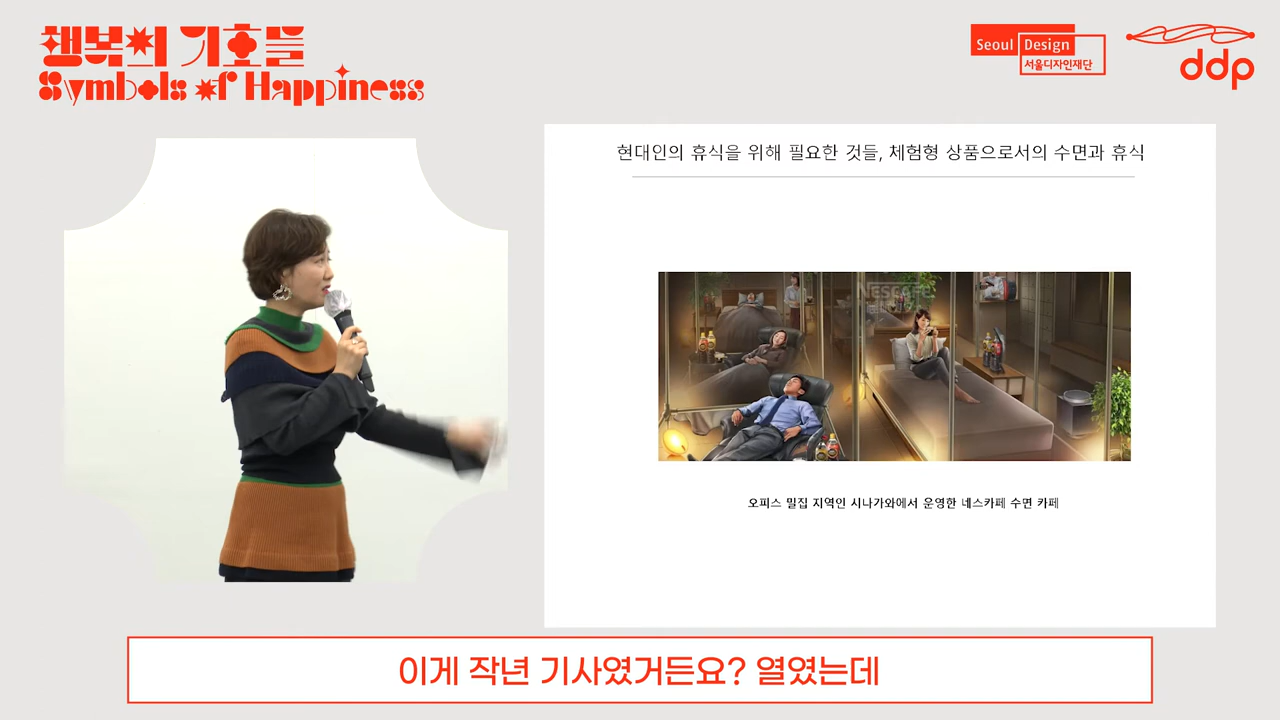 행복의 기호들
Symbols of Happiness
Seoul Design
서울디자인재단
ddp
현대인의 휴식을 위해 필요한 것들, 체험형 상품으로서의 수면과 휴식
NESCAFÉ
오피스 밀집 지역인 시나가와에서 운영한 네스카페 수면 카페
이게 작년 기사였거든요? 열였는데